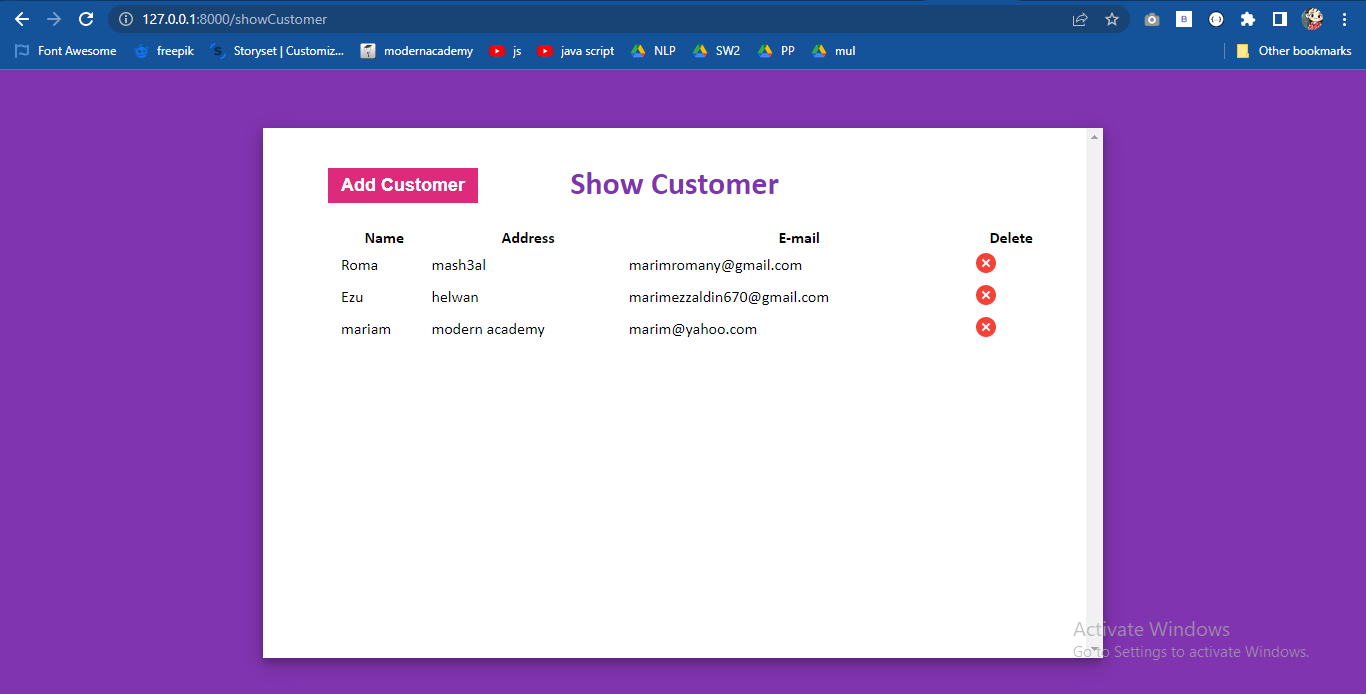 127.0.0.1:8000/showCustomer
B
Font Awesome freepik S Storyset | Customiz... modernacademy js java script NLP SW2 PP mul Other bookmarks
Add Customer Show Customer
Name Address E-mail Delete
Roma mash3al marimromany@gmail.com
Ezu helwan marimezzaldin670@gmail.com
mariam modern academy marim@yahoo.com
Activate Windows
Go to Settings to activate Windows.